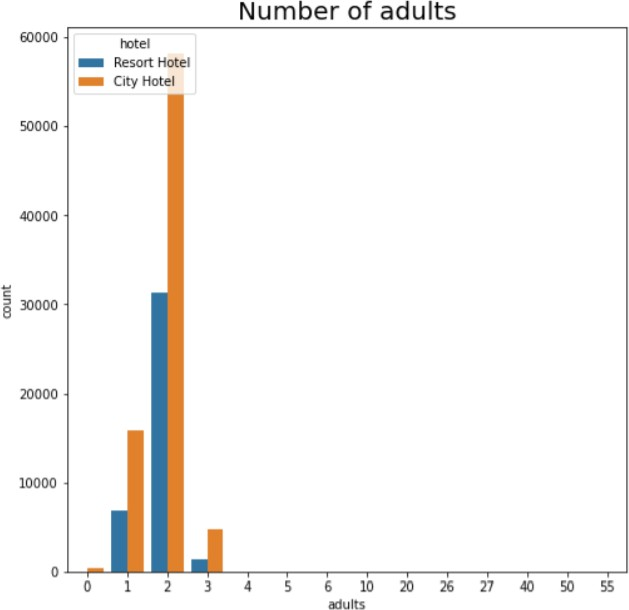 Number of adults
hotel
Resort Hotel
City Hotel
60000
50000
40000
30000
20000
10000
0
count
0 1 2 3 4 5 6 10 20 26 27 40 50 55
adults